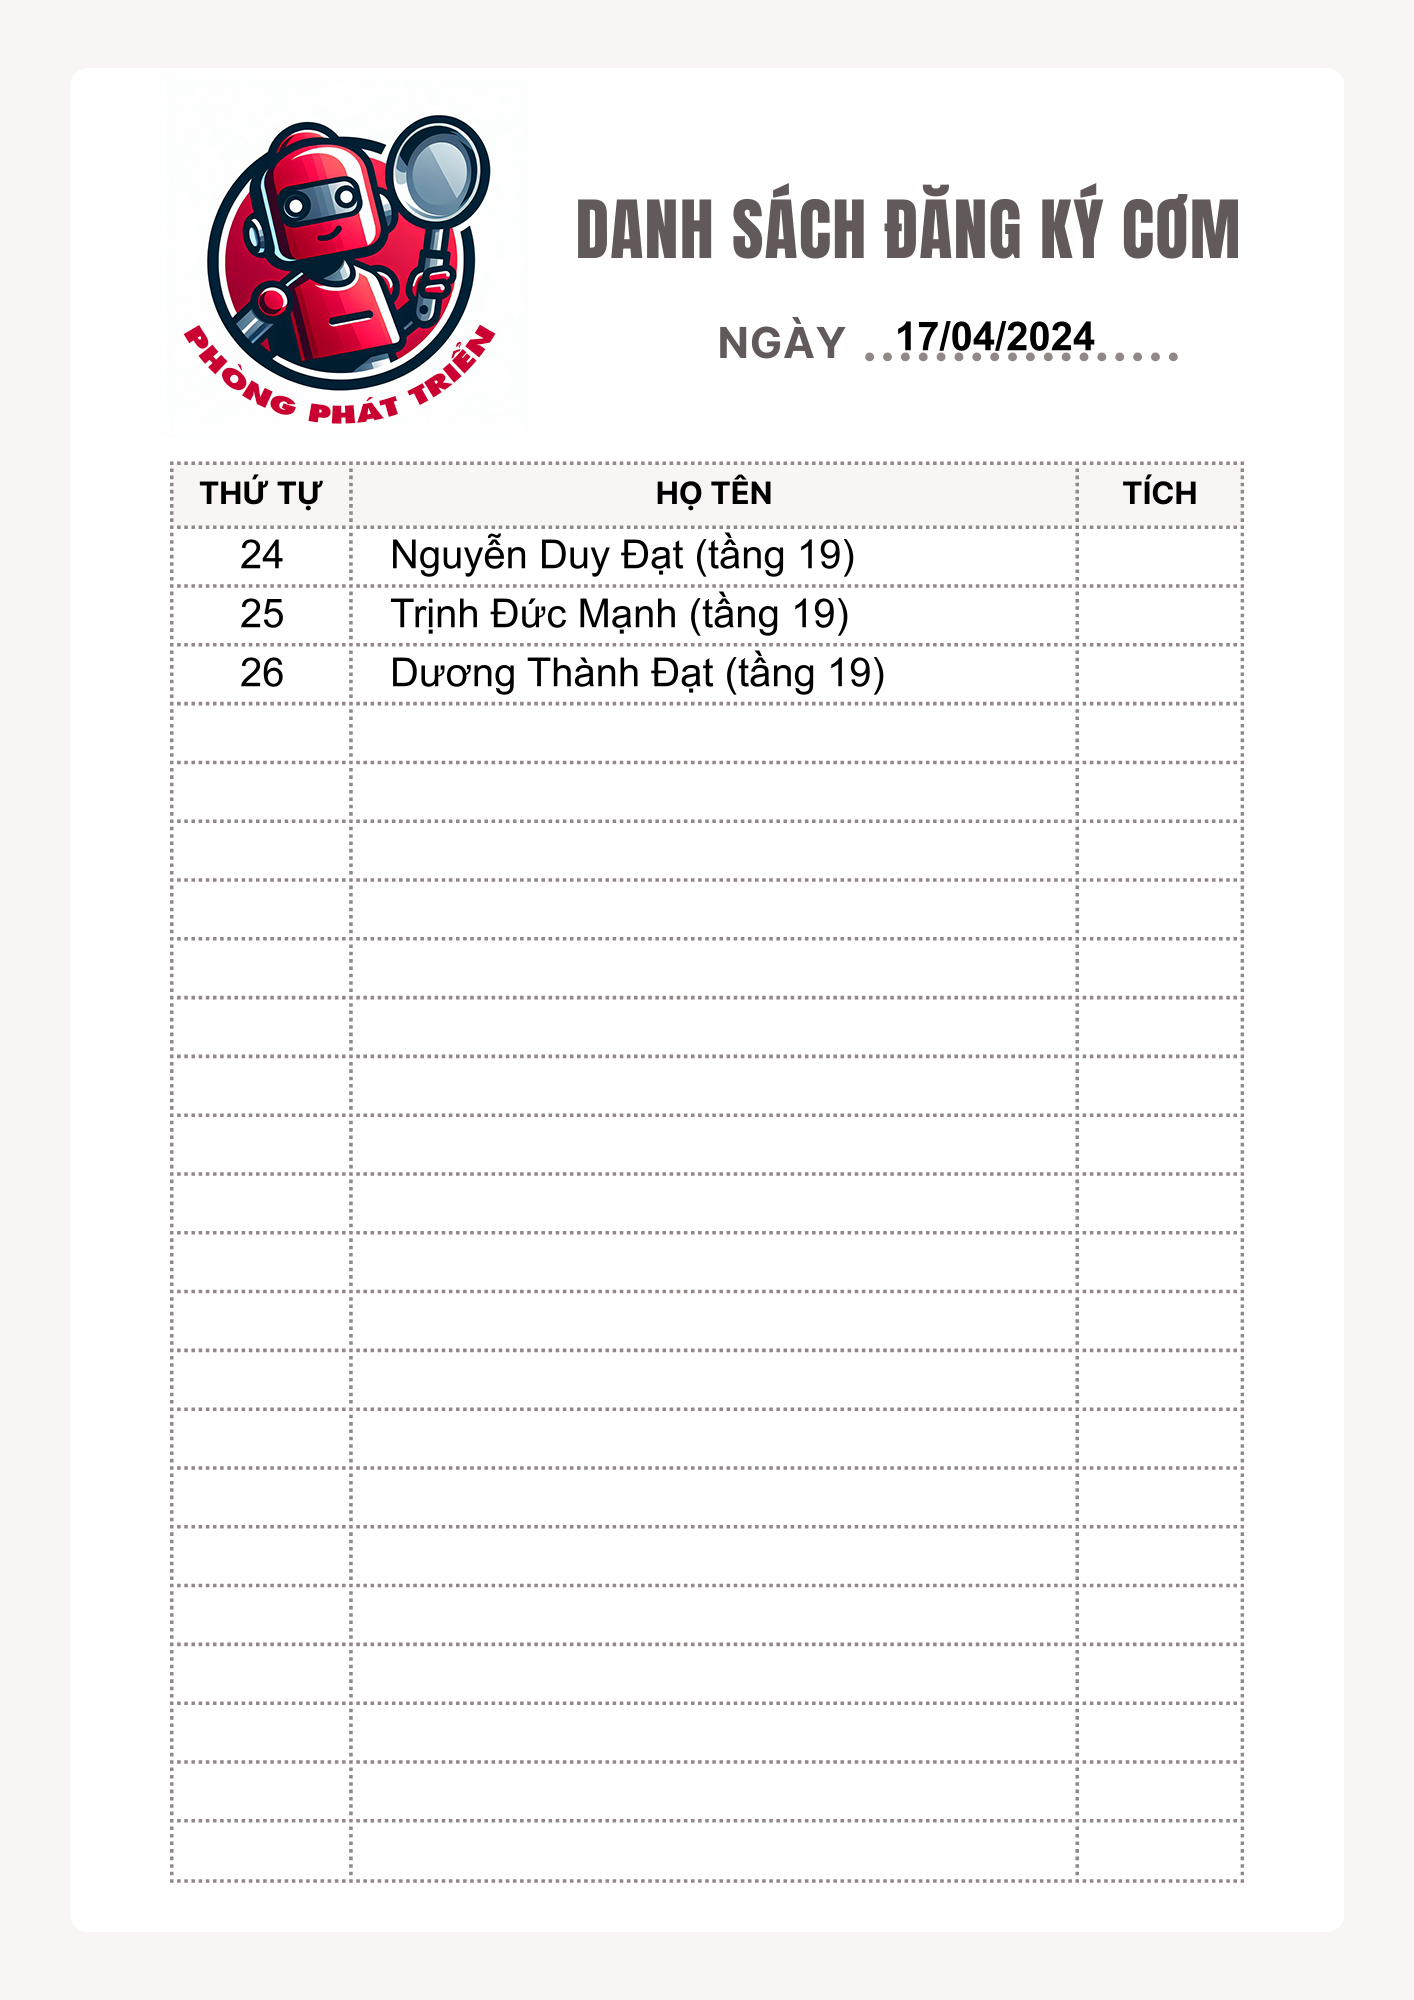 PHÒNG PHÁT TRIỂN
DANH SÁCH ĐĂNG KÝ CƠM
NGÀY 17/04/2024
THỨ TỰ HỌ TÊN TÍCH
24 Nguyễn Duy Đạt (tầng 19)
25 Trịnh Đức Mạnh (tầng 19)
26 Dương Thành Đạt (tầng 19)